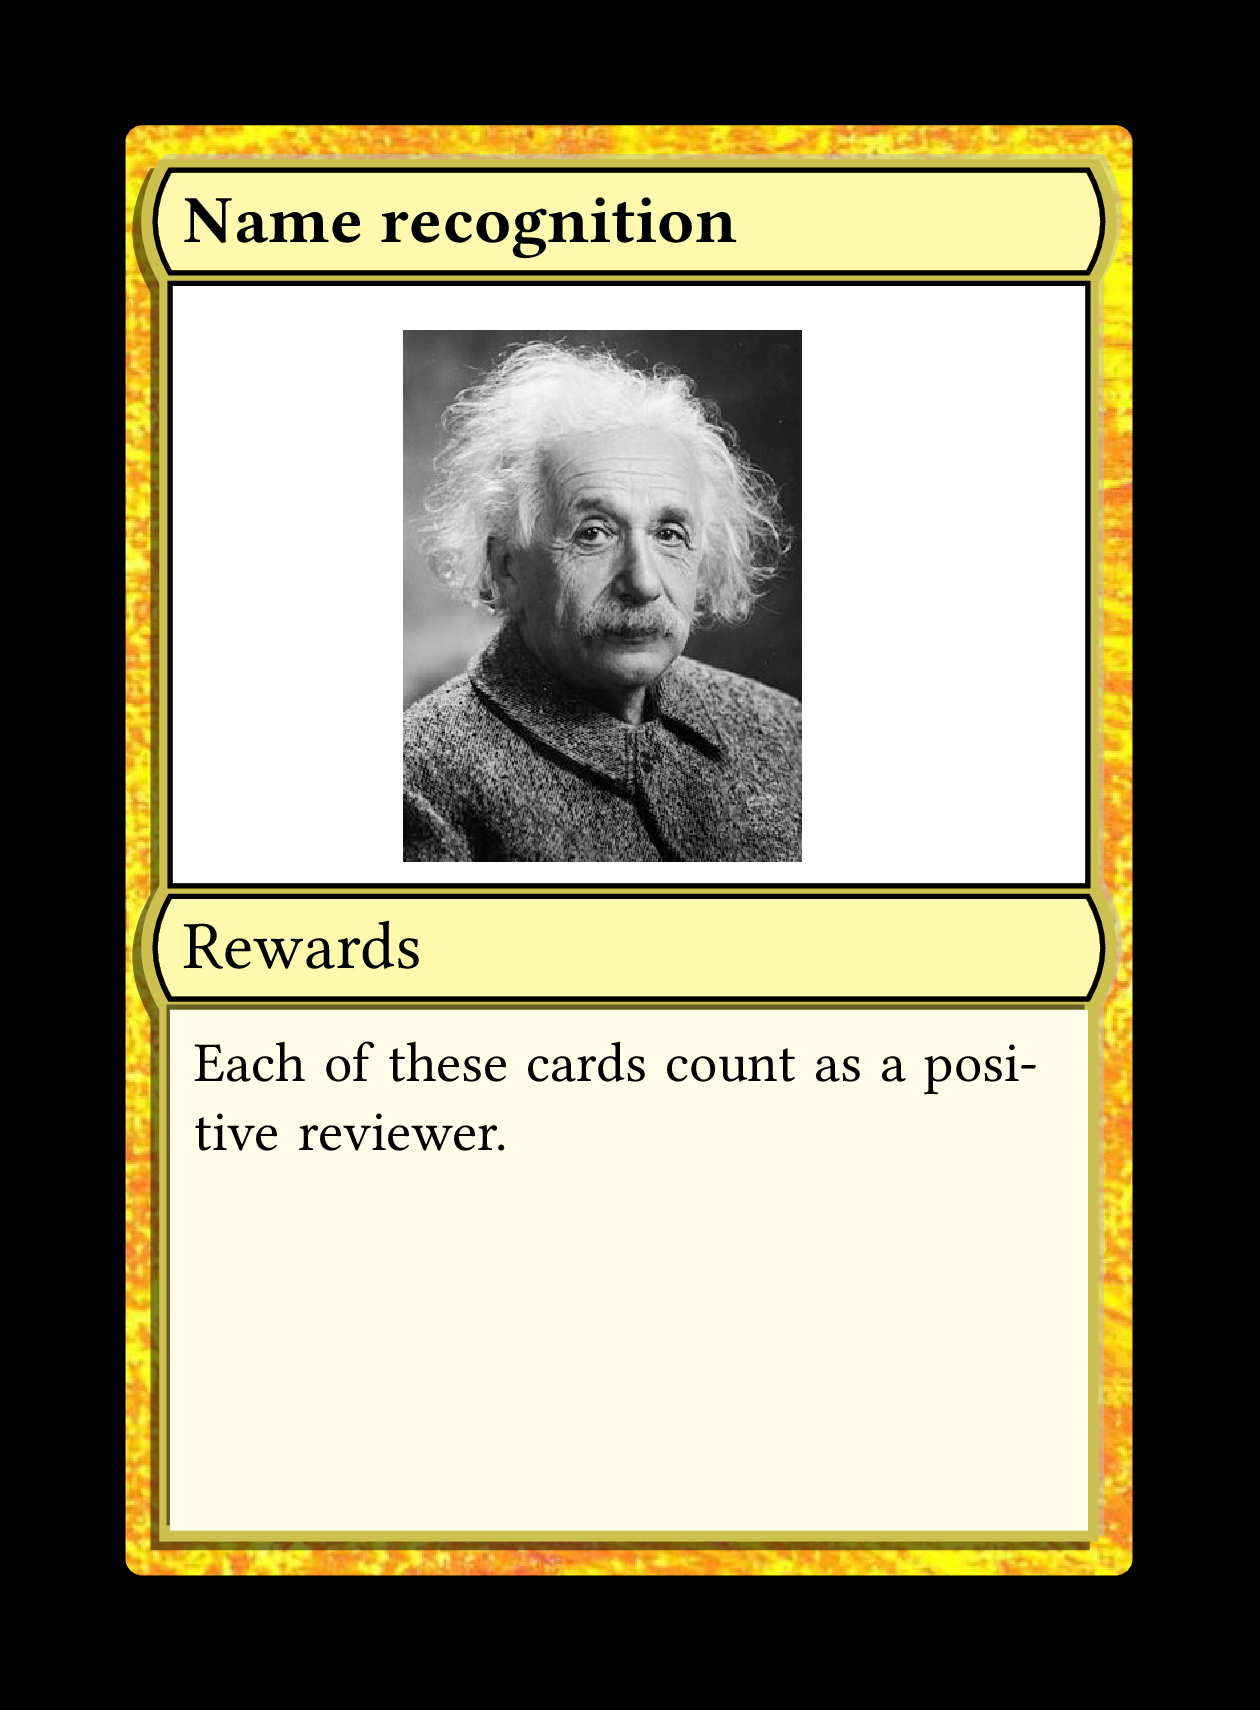 Name recognition
Rewards
Each of these cards count as a posi-
tive reviewer.